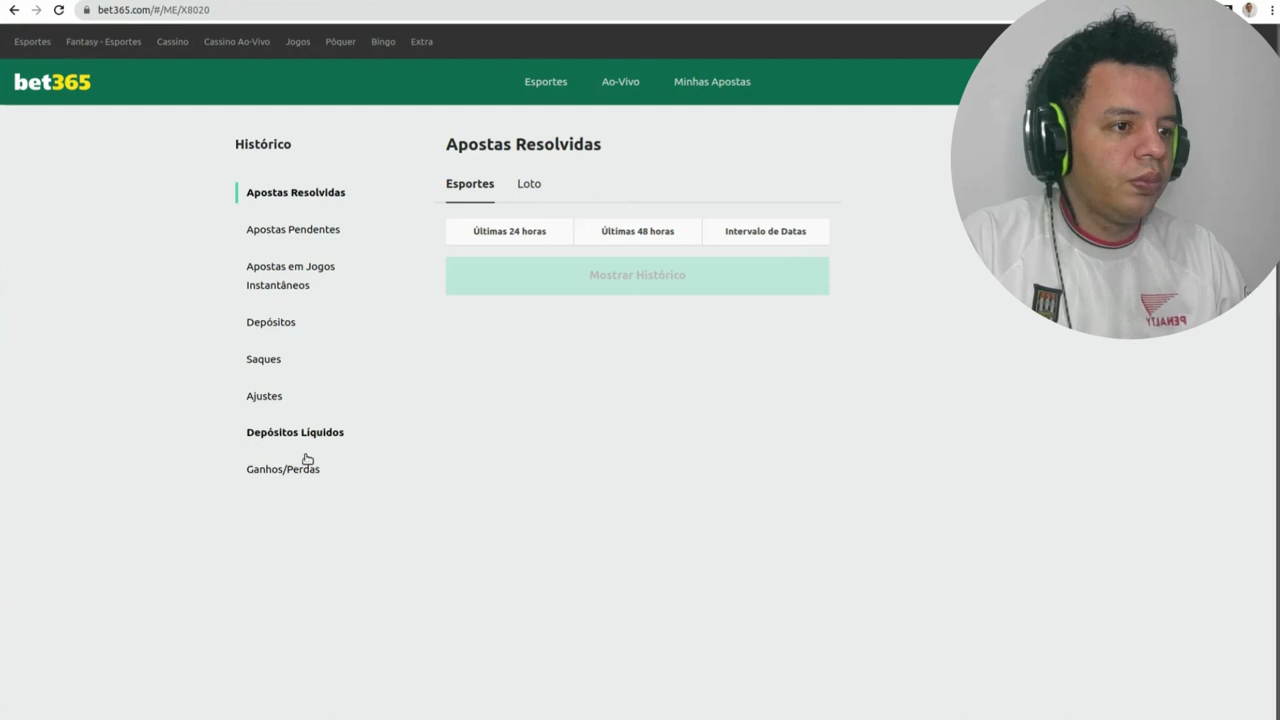 bet365.com/#/ME/X8020
Esportes Fantasy - Esportes Cassino Cassino Ao-Vivo Jogos Pôquer Bingo Extra
bet365
Esportes Ao-Vivo Minhas Apostas
Histórico
Apostas Resolvidas
Apostas Pendentes
Apostas em Jogos
Instantâneos
Depósitos
Saques
Ajustes
Depósitos Líquidos
Ganhos/Perdas
Apostas Resolvidas
Esportes Loto
Últimas 24 horas Últimas 48 horas Intervalo de Datas
Mostrar Histórico
PENALTY